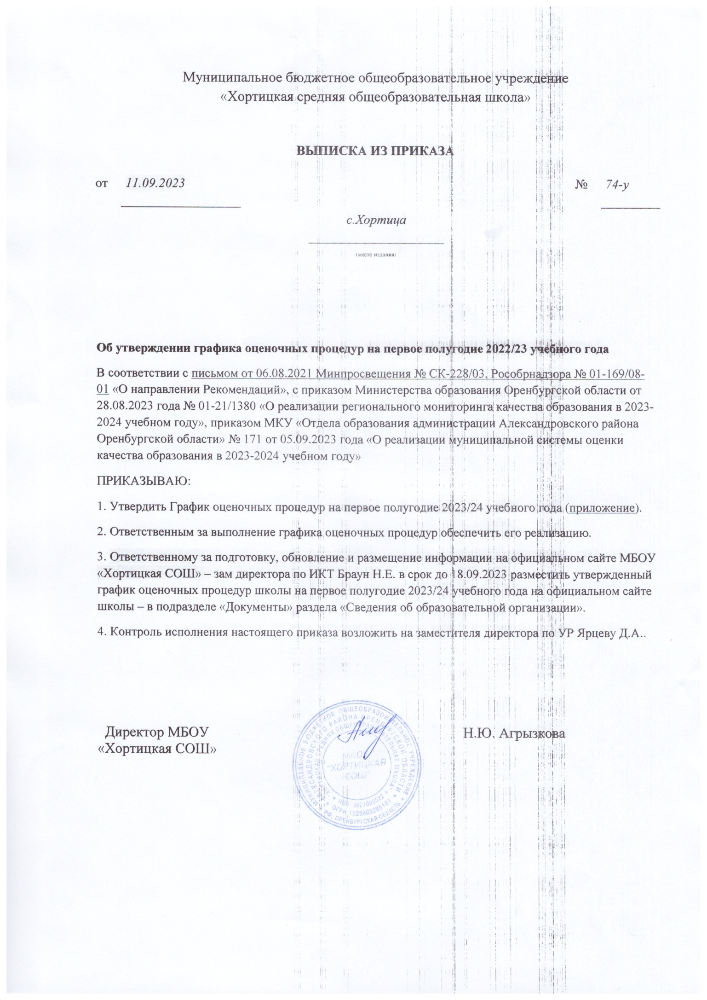 Муниципальное бюджетное общеобразовательное учреждение
«Хортицкая средняя общеобразовательная школа»
ВЫПИСКА ИЗ ПРИКАЗА
от 11.09.2023 № 74-у
с.Хортица
(место издания)
Об утверждении графика оценочных процедур на первое полугодие 2022/23 учебного года
В соответствии с письмом от 06.08.2021 Минпросвещения № СК-228/03, Рособрнадзора № 01-169/08-
01 «О направлении Рекомендаций», с приказом Министерства образования Оренбургской области от
28.08.2023 года № 01-21/1380 «О реализации регионального мониторинга качества образования в 2023-
2024 учебном году», приказом МКУ «Отдела образования администрации Александровского района
Оренбургской области» № 171 от 05.09.2023 года «О реализации муниципальной системы оценки
качества образования в 2023-2024 учебном году»
ПРИКАЗЫВАЮ:
1. Утвердить График оценочных процедур на первое полугодие 2023/24 учебного года (приложение).
2. Ответственным за выполнение графика оценочных процедур обеспечить его реализацию.
3. Ответственному за подготовку, обновление и размещение информации на официальном сайте МБОУ
«Хортицкая СОШ» – зам директора по ИКТ Браун Н.Е. в срок до 18.09.2023 разместить утвержденный
график оценочных процедур школы на первое полугодие 2023/24 учебного года на официальном сайте
школы – в подразделе «Документы» раздела «Сведения об образовательной организации».
4. Контроль исполнения настоящего приказа возложить на заместителя директора по УР Ярцеву Д.А..
Директор МБОУ Н.Ю. Агрызкова
«Хортицкая СОШ»
МУНИЦИПАЛЬНОЕ БЮДЖЕТНОЕ ОБЩЕОБРАЗОВАТЕЛЬНОЕ УЧРЕЖДЕНИЕ
* РФ, ОРЕНБУРГСКАЯ ОБЛАСТЬ *
АЛЕКСАНДРОВСКОГО РАЙОНА ОРЕНБУРГСКОЙ ОБЛАСТИ
* ОГРН 1025603295101 *
"ХОРТИЦКАЯ СРЕДНЯЯ ОБЩЕОБРАЗОВАТЕЛЬНАЯ ШКОЛА"
* ИНН 5621005522 *
"ХОРТИЦКАЯ
СОШ"